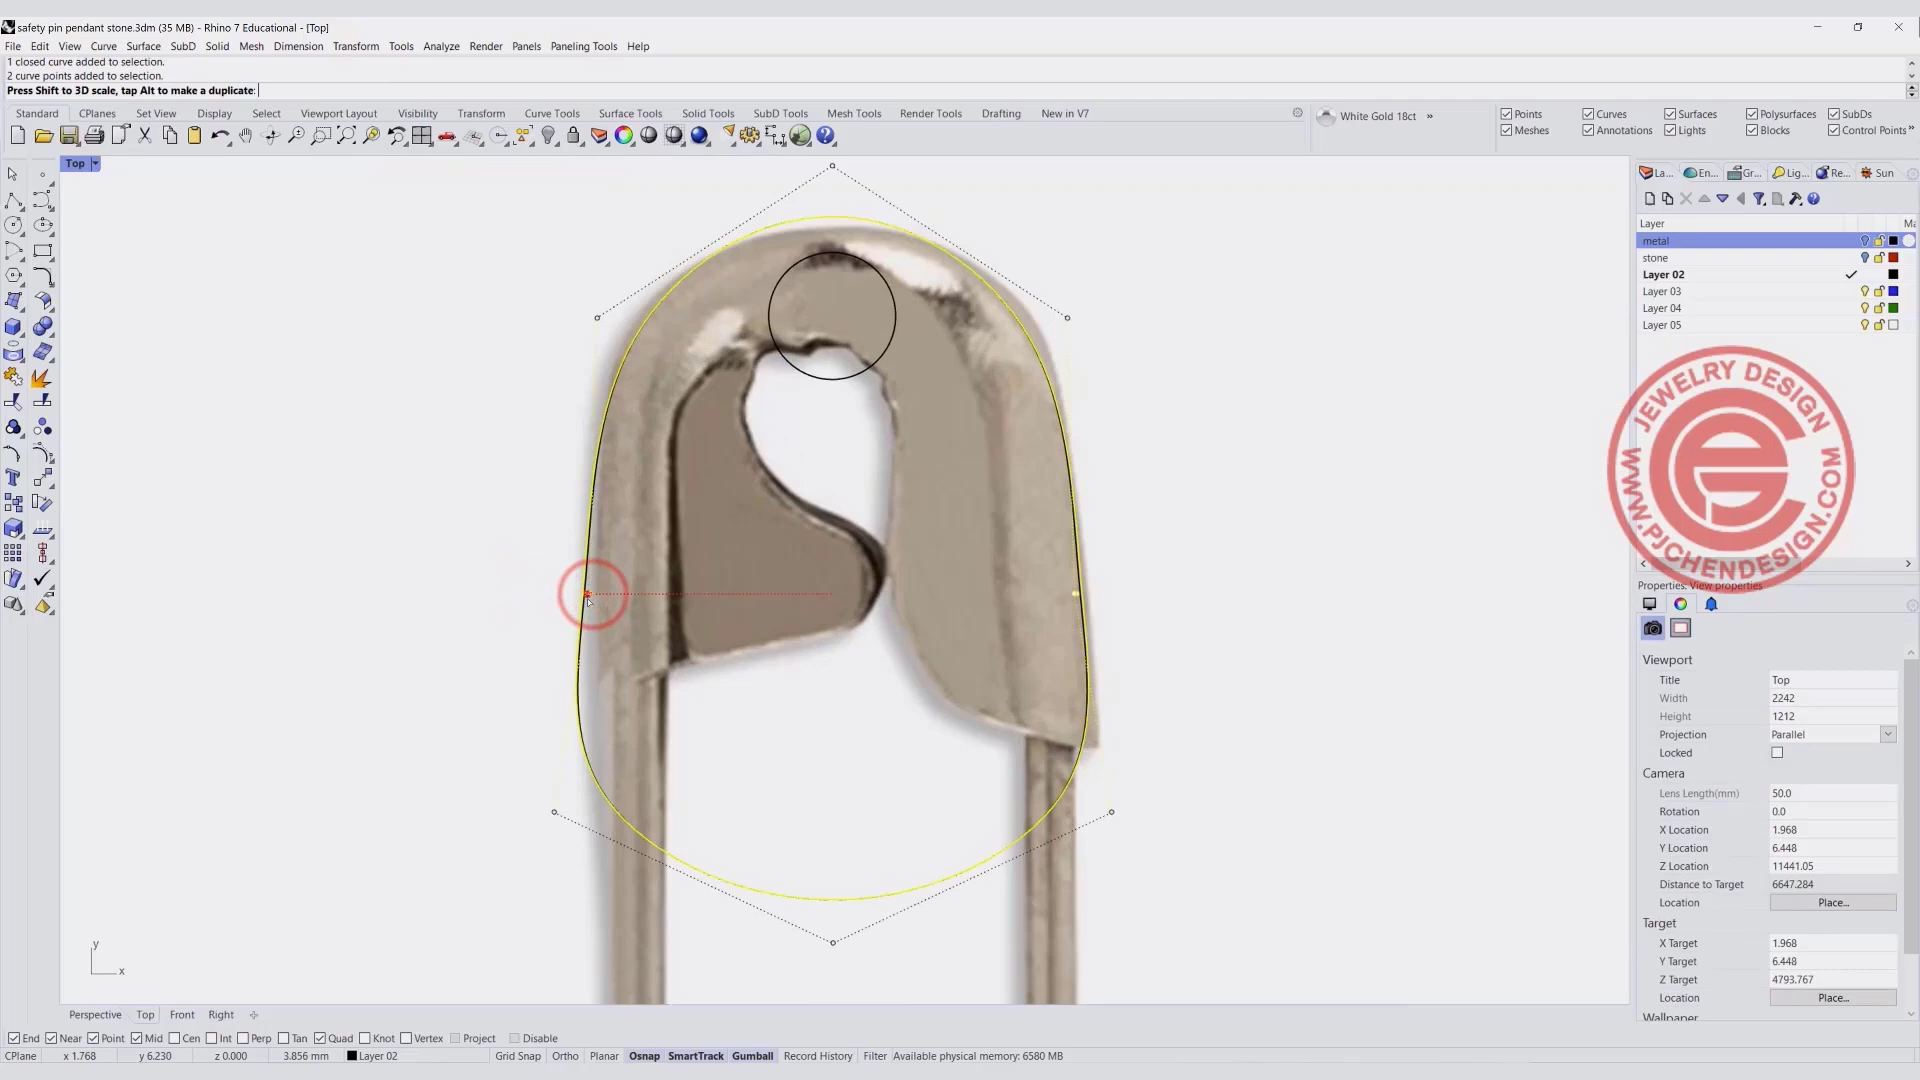 safety pin pendant stone.3dm (35 MB) - Rhino 7 Educational - [Top]
File Edit View Curve Surface SubD Solid Mesh Dimension Transform Tools Analyze Render Panels Paneling Tools Help
1 closed curve added to selection.
2 curve points added to selection.
Press Shift to 3D scale, tap Alt to make a duplicate:
Standard CPlanes Set View Display Select Viewport Layout Visibility Transform Curve Tools Surface Tools Solid Tools SubD Tools Mesh Tools Render Tools Drafting New in V7
White Gold 18ct »
Points Curves Surfaces Polysurfaces SubDs
Meshes Annotations Lights Blocks Control Points »
Top
La... En... Gr... Lig... Re... Sun
Layer Ma
metal
stone
Layer 02
Layer 03
Layer 04
Layer 05
JEWELRY DESIGN
WWW.PJCHENDESIGN.COM
Properties: View properties
Viewport
Title Top
Width 2242
Height 1212
Projection Parallel
Locked
Camera
Lens Length(mm) 50.0
Rotation 0.0
X Location 1.968
Y Location 6.448
Z Location 11441.05
Distance to Target 6647.284
Location Place...
Target
X Target 1.968
Y Target 6.448
Z Target 4793.767
Location Place...
Wallpaper
y
x
Perspective Top Front Right
End Near Point Mid Cen Int Perp Tan Quad Knot Vertex Project Disable
CPlane x 1.768 y 6.230 z 0.000 3.856 mm Layer 02 Grid Snap Ortho Planar Osnap SmartTrack Gumball Record History Filter Available physical memory: 6580 MB